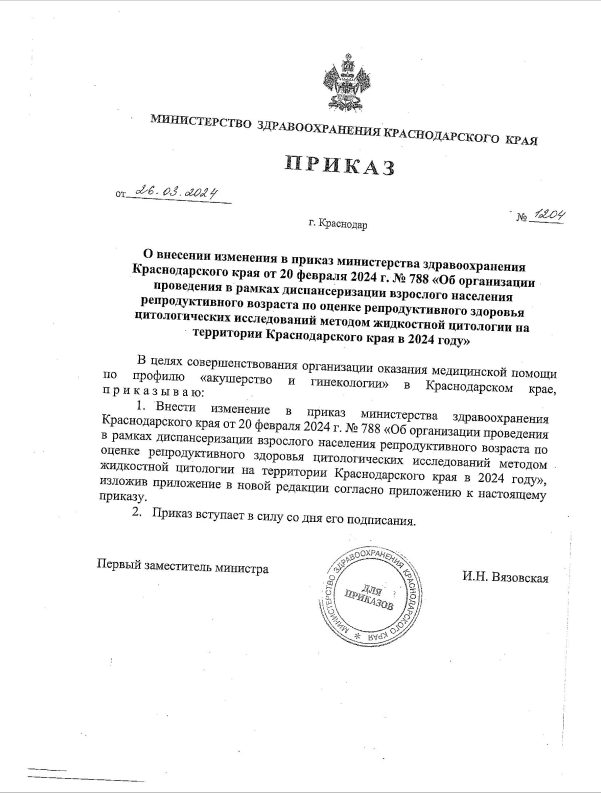 МИНИСТЕРСТВО ЗДРАВООХРАНЕНИЯ КРАСНОДАРСКОГО КРАЯ
ПРИКАЗ
от 26.03.2024
№ 1204
г. Краснодар
О внесении изменения в приказ министерства здравоохранения
Краснодарского края от 20 февраля 2024 г. № 788 «Об организации
проведения в рамках диспансеризации взрослого населения
репродуктивного возраста по оценке репродуктивного здоровья
цитологических исследований методом жидкостной цитологии на
территории Краснодарского края в 2024 году»
В целях совершенствования организации оказания медицинской помощи
по профилю «акушерство и гинекологии» в Краснодарском крае,
п р и к а з ы в а ю:
1. Внести изменение в приказ министерства здравоохранения
Краснодарского края от 20 февраля 2024 г. № 788 «Об организации проведения
в рамках диспансеризации взрослого населения репродуктивного возраста по
оценке репродуктивного здоровья цитологических исследований методом
жидкостной цитологии на территории Краснодарского края в 2024 году»,
изложив приложение в новой редакции согласно приложению к настоящему
приказу.
2. Приказ вступает в силу со дня его подписания.
Первый заместитель министра
И.Н. Вязовская
МИНИСТЕРСТВО ЗДРАВООХРАНЕНИЯ КРАСНОДАРСКОГО КРАЯ
ДЛЯ
ПРИКАЗОВ